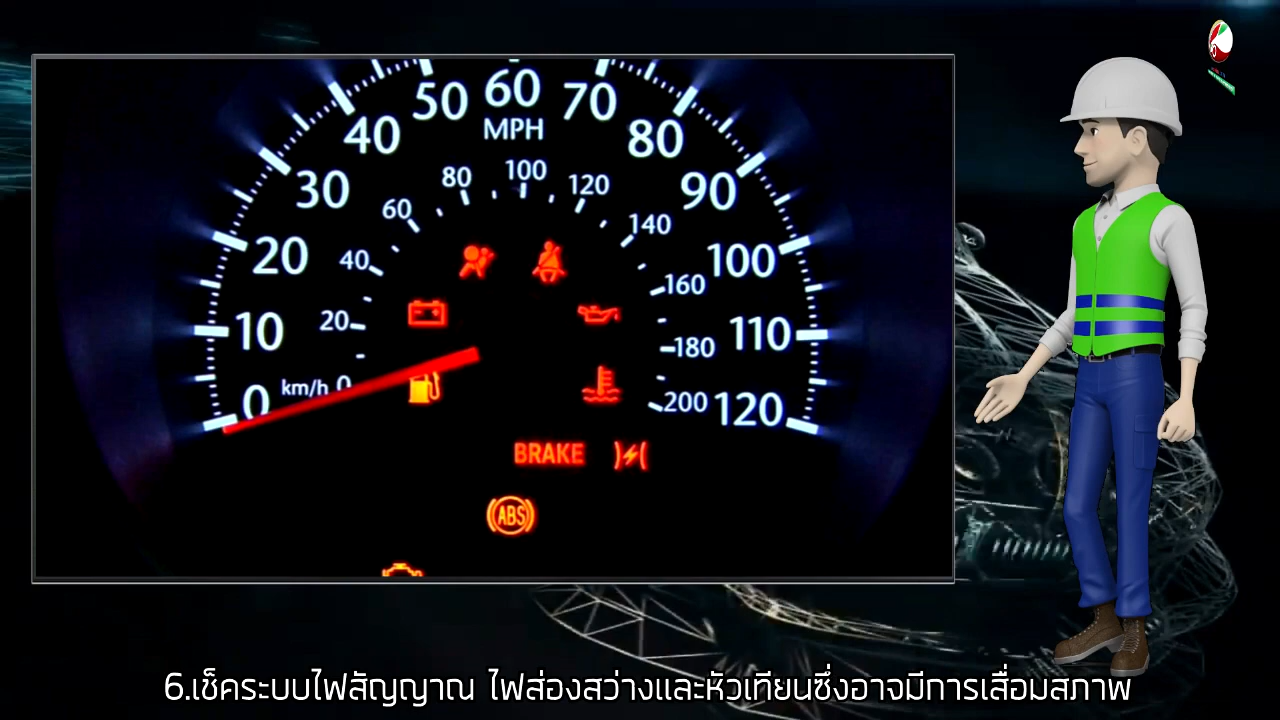 50 60 70
40 MPH 80
80 100 120
30 60 140 90
20 40 160 100
10 20 180 110
0 km/h 0 200 120
BRAKE
ABS
6.เช็คระบบไฟสัญญาณ ไฟส่องสว่างและหัวเทียนซึ่งอาจมีการเสื่อมสภาพ